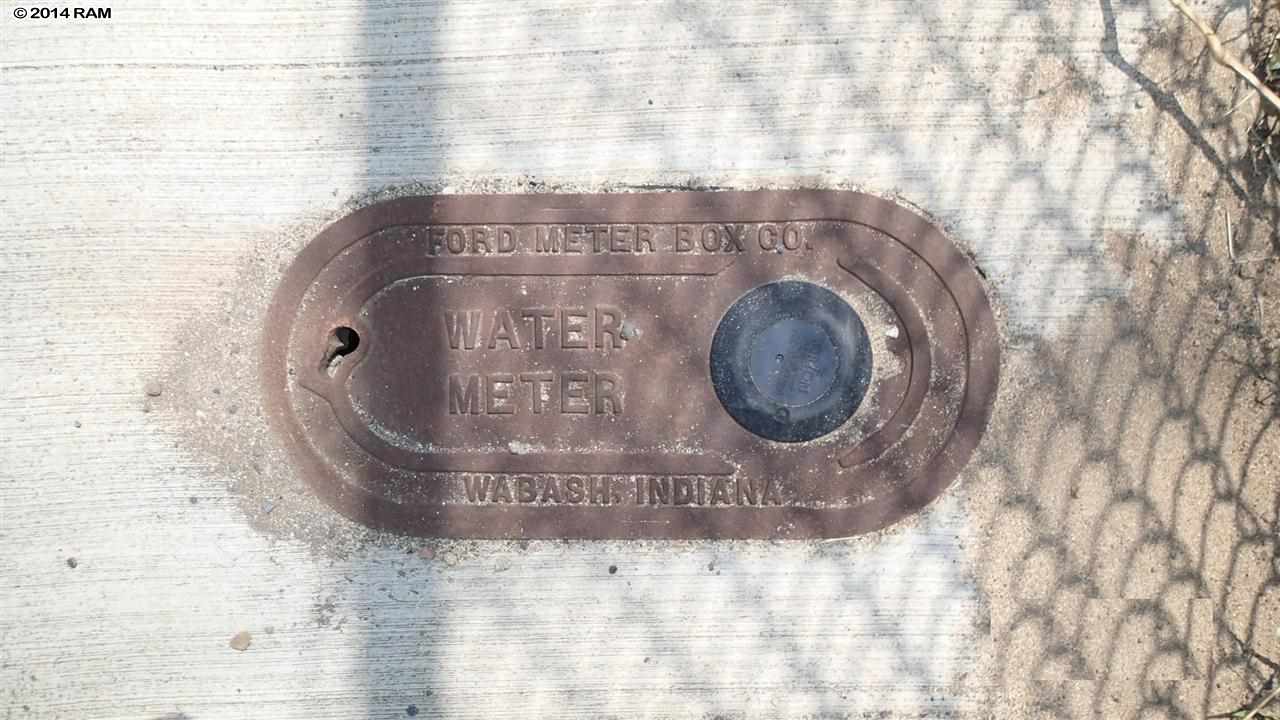 © 2014 RAM
FORD METER BOX CO.
WATER
METER
WABASH, INDIANA